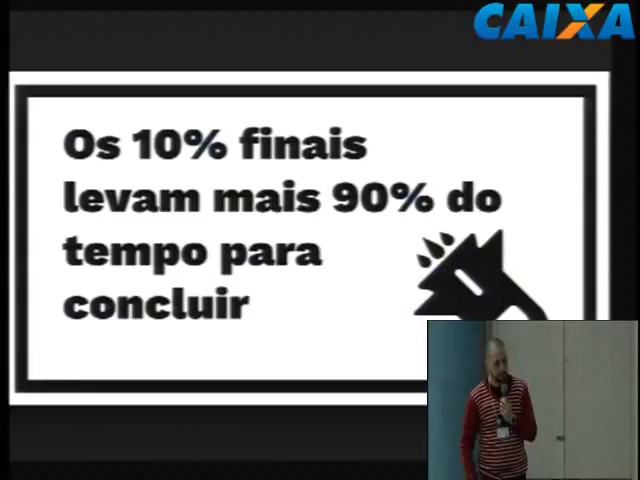 CAIXA
Os 10% finais
levam mais 90% do
tempo para
concluir